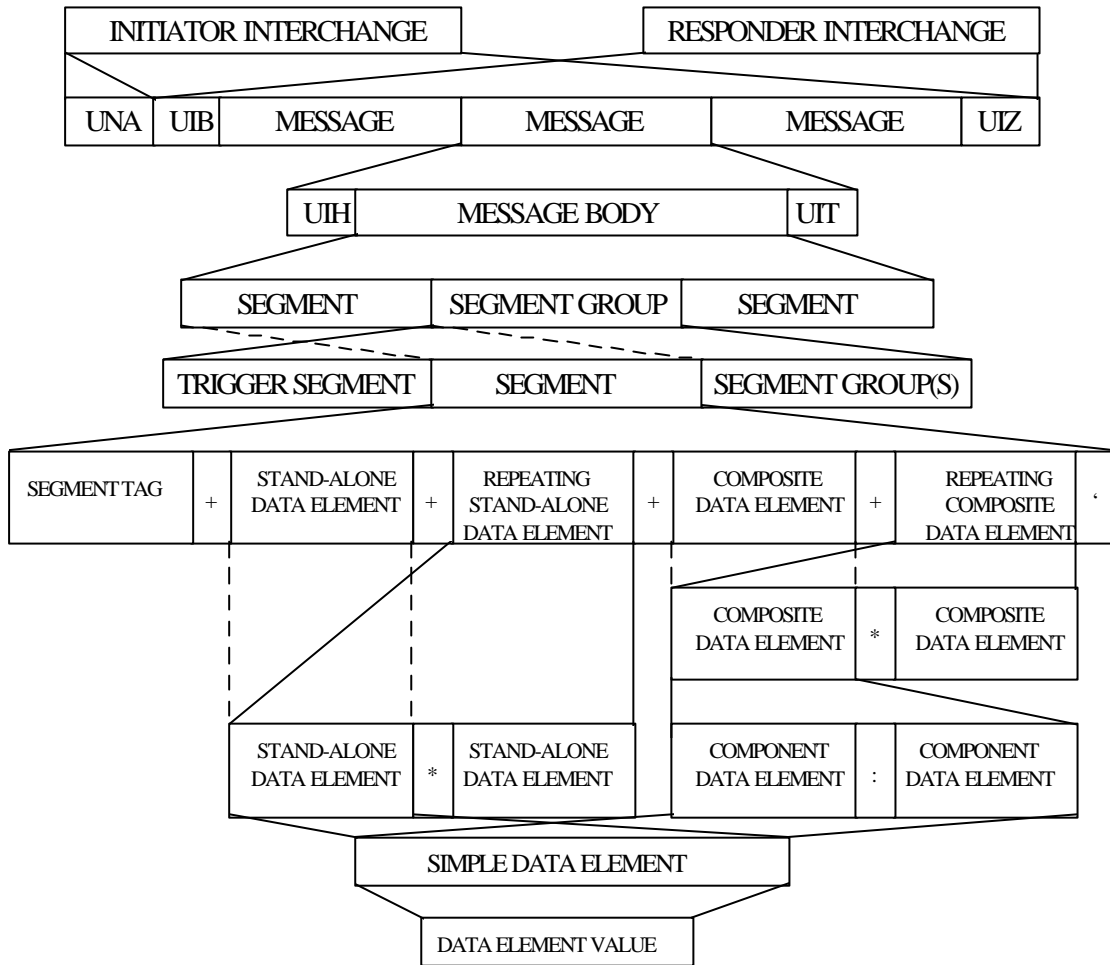 INITIATOR INTERCHANGE
RESPONDER INTERCHANGE
UNA
UIB
MESSAGE
MESSAGE
MESSAGE
UIZ
UIH
MESSAGE BODY
UIT
SEGMENT
SEGMENT GROUP
SEGMENT
TRIGGER SEGMENT
SEGMENT
SEGMENT GROUP(S)
SEGMENT TAG
+
STAND-ALONE
DATA ELEMENT
+
REPEATING
STAND-ALONE
DATA ELEMENT
+
COMPOSITE
DATA ELEMENT
+
REPEATING
COMPOSITE
DATA ELEMENT
‘
COMPOSITE
DATA ELEMENT
*
COMPOSITE
DATA ELEMENT
STAND-ALONE
DATA ELEMENT
*
STAND-ALONE
DATA ELEMENT
COMPONENT
DATA ELEMENT
:
COMPONENT
DATA ELEMENT
SIMPLE DATA ELEMENT
DATA ELEMENT VALUE